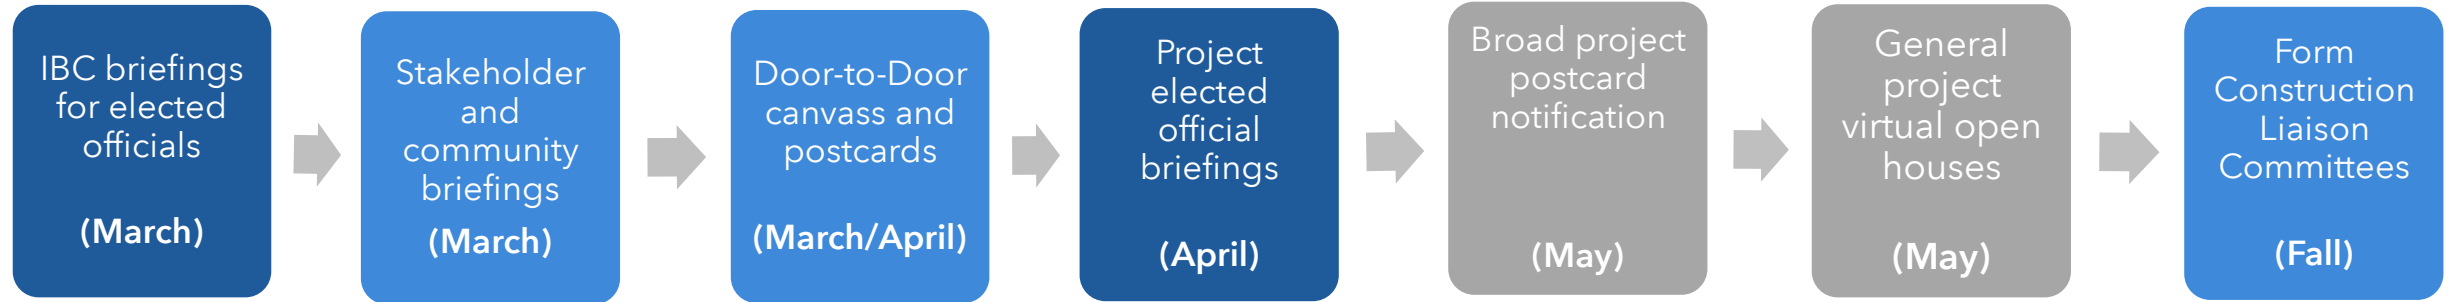 IBC briefings
for elected
officials
(March)
Stakeholder
and
community
briefings
(March)
Door-to-Door
canvass and
postcards
(March/April)
Project
elected
official
briefings
(April)
Broad project
postcard
notification
(May)
General
project
virtual open
houses
(May)
Form
Construction
Liaison
Committees
(Fall)